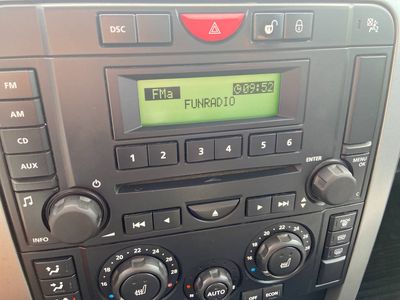 DSC
FMa 09:52
FUNRADIO
FM
AM
CD
AUX
1 2 3 4 5 6
ENTER
MENU
OK
INFO
AUTO
ECON